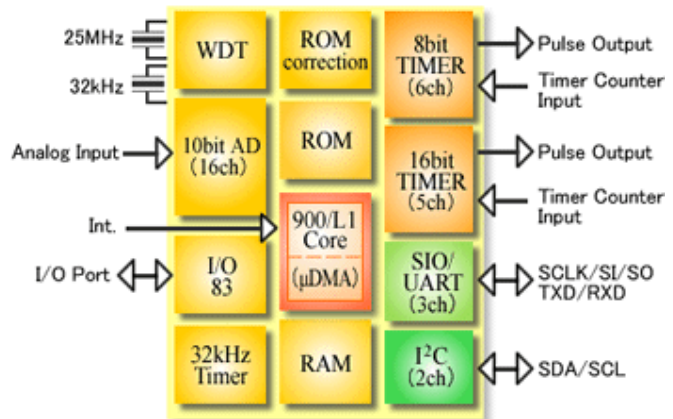 25MHz
32kHz
Analog Input
Int.
I/O Port
WDT
10bit AD
(16ch)
I/O
83
32kHz
Timer
ROM
correction
ROM
900/L1
Core
(μDMA)
RAM
8bit
TIMER
(6ch)
16bit
TIMER
(5ch)
SIO/
UART
(3ch)
I²C
(2ch)
Pulse Output
Timer Counter
Input
Pulse Output
Timer Counter
Input
SCLK/SI/SO
TXD/RXD
SDA/SCL